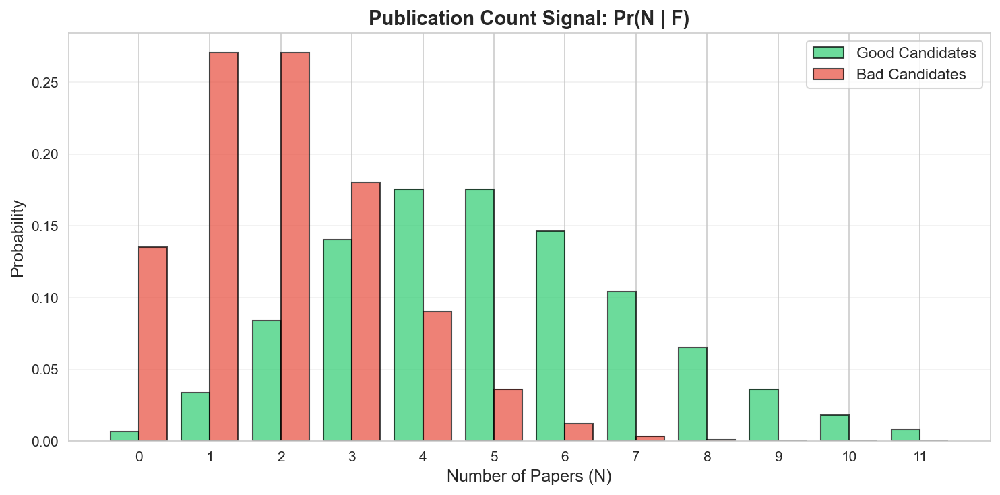 Publication Count Signal: Pr(N | F)
Good Candidates
Bad Candidates
Probability
0.25
0.20
0.15
0.10
0.05
0.00
0 1 2 3 4 5 6 7 8 9 10 11
Number of Papers (N)